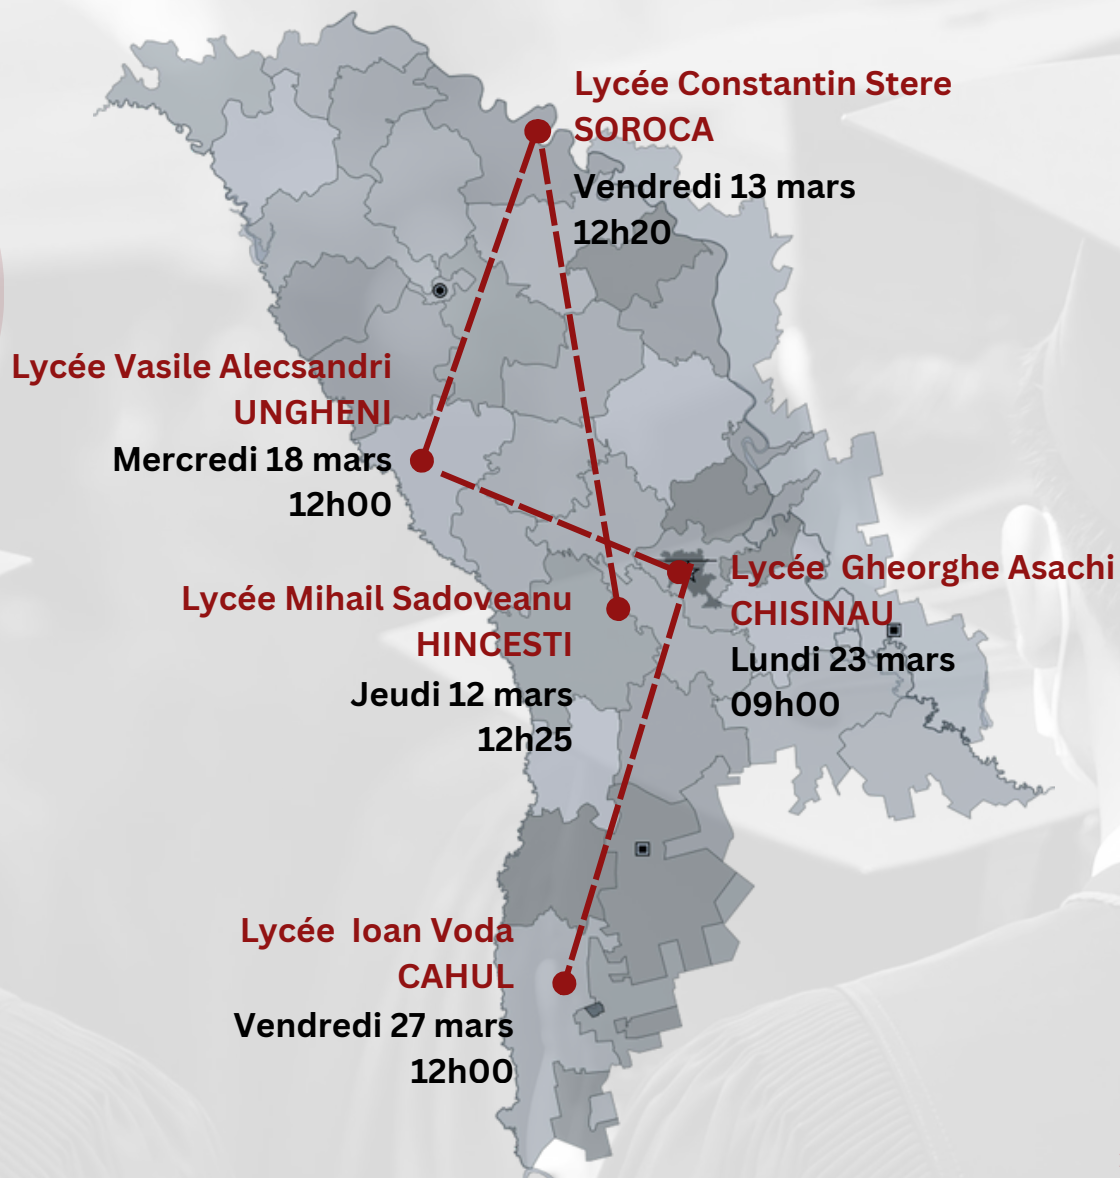 Lycée Constantin Stere
SOROCA
Vendredi 13 mars
12h20
Lycée Vasile Alecsandri
UNGHENI
Mercredi 18 mars
12h00
Lycée Gheorghe Asachi
CHISINAU
Lundi 23 mars
09h00
Lycée Mihail Sadoveanu
HINCESTI
Jeudi 12 mars
12h25
Lycée Ioan Voda
CAHUL
Vendredi 27 mars
12h00